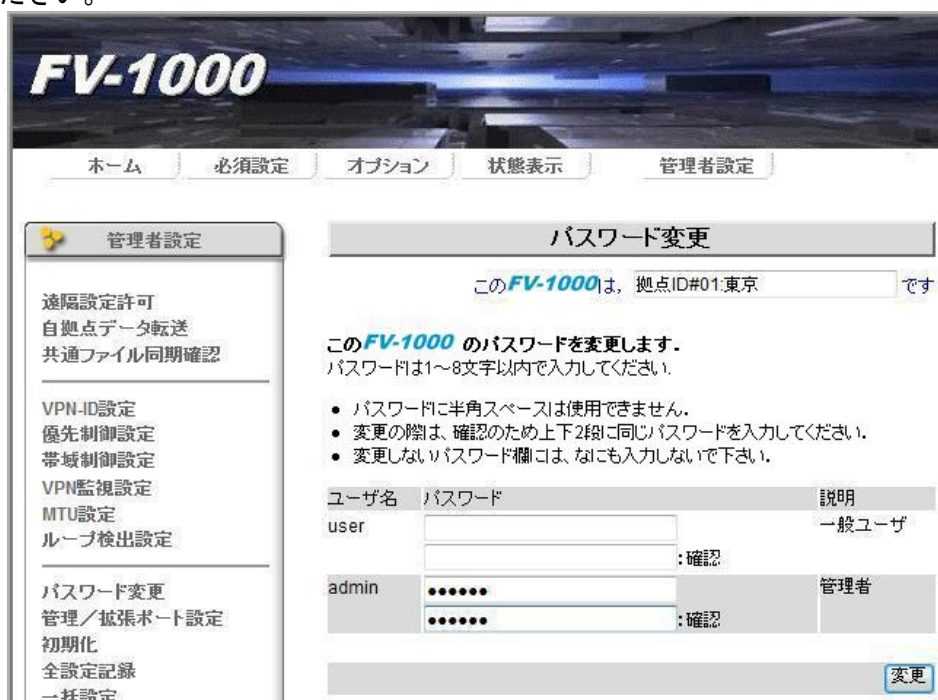 ださい。
FV-1000
ホーム 必須設定 オプション 状態表示 管理者設定
管理者設定
遠隔設定許可
自拠点データ転送
共通ファイル同期確認
VPN-ID設定
優先制御設定
帯域制御設定
VPN監視設定
MTU設定
ループ検出設定
パスワード変更
管理/拡張ポート設定
初期化
全設定記録
一括設定
パスワード変更
このFV-1000は, 拠点ID#01:東京 です
このFV-1000 のパスワードを変更します.
パスワードは1~8文字以内で入力してください.
● パスワードに半角スペースは使用できません.
● 変更の際は、確認のため上下2段に同じパスワードを入力してください.
● 変更しないパスワード欄には、なにも入力しないで下さい.
ユーザ名 パスワード 説明
user 一般ユーザ
:確認
admin ●●●●●● 管理者
●●●●●● :確認
変更